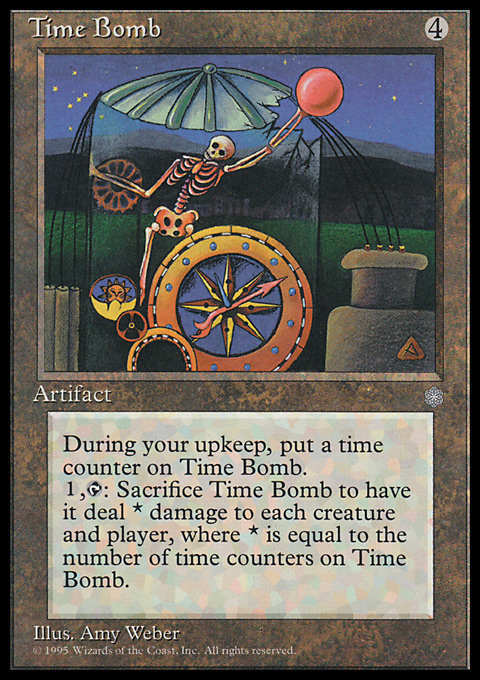 Time Bomb 4
Artifact
During your upkeep, put a time
counter on Time Bomb.
1, : Sacrifice Time Bomb to have
it deal * damage to each creature
and player, where * is equal to the
number of time counters on Time
Bomb.
Illus. Amy Weber
© 1995 Wizards of the Coast, Inc. All rights reserved.